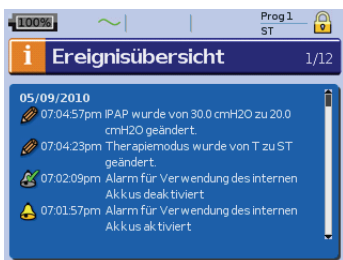 100%
Prog 1
ST
i Ereignisübersicht 1/12
05/09/2010
07:04:57pm IPAP wurde von 30.0 cmH2O zu 20.0
cmH2O geändert.
07:04:23pm Therapiemodus wurde von T zu ST
geändert.
07:02:09pm Alarm für Verwendung des internen
Akkus deaktiviert
07:01:57pm Alarm für Verwendung des internen
Akkus aktiviert